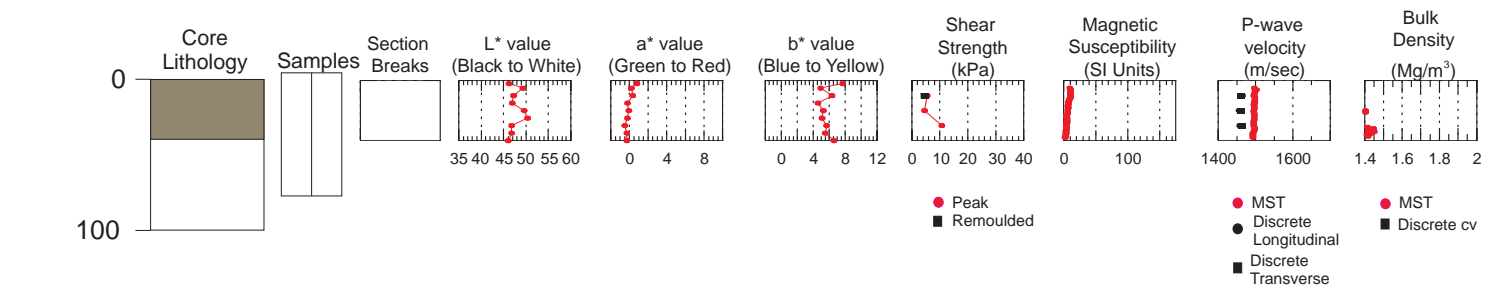 Core
Lithology
Samples
Section
Breaks
L* value
(Black to White)
a* value
(Green to Red)
b* value
(Blue to Yellow)
Shear
Strength
(kPa)
Magnetic
Susceptibility
(SI Units)
P-wave
velocity
(m/sec)
Bulk
Density
(Mg/m³)
0
100
35 40 45 50 55 60
0 4 8
0 4 8 12
0 10 20 30 40
0 100
1400 1600
1.4 1.6 1.8 2
Peak
Remoulded
MST
Discrete
Longitudinal
Discrete
Transverse
MST
Discrete cv